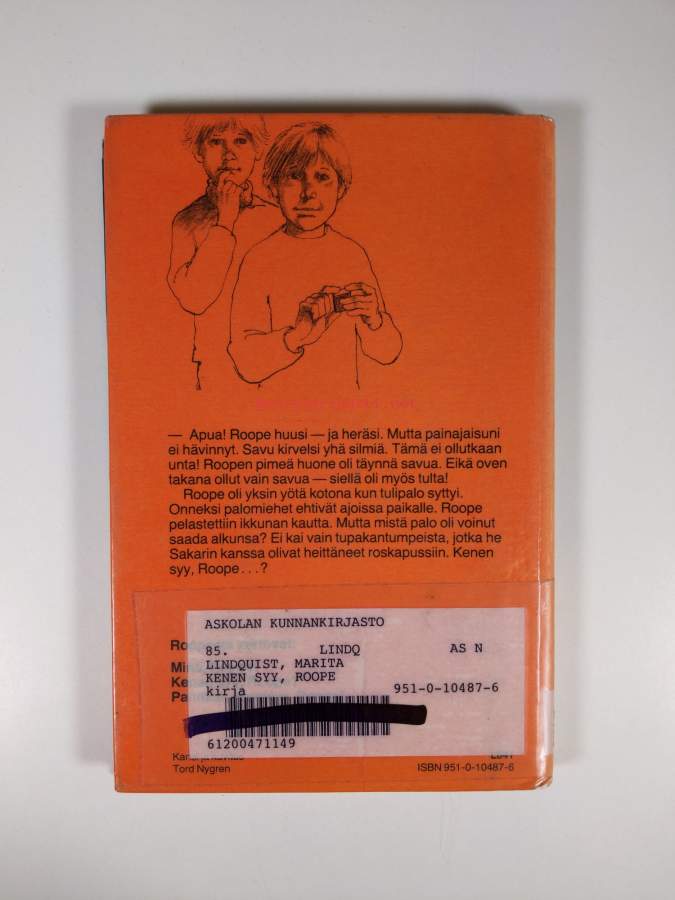 — Apua! Roope huusi — ja heräsi. Mutta painajaisuni
ei hävinnyt. Savu kirvelsi yhä silmiä. Tämä ei ollutkaan
unta! Roopen pimeä huone oli täynnä savua. Eikä oven
takana ollut vain savua — siellä oli myös tulta!
Roope oli yksin yötä kotona kun tulipalo syttyi.
Onneksi palomiehet ehtivät ajoissa paikalle. Roope
pelastettiin ikkunan kautta. Mutta mistä palo oli voinut
saada alkunsa? Ei kai vain tupakantumpeista, jotka he
Sakarin kanssa olivat heittäneet roskapussiin. Kenen
syy, Roope...?
ASKOLAN KUNNANKIRJASTO
85. LINDQ AS N
LINDQUIST, MARITA
KENEN SYY, ROOPE
kirja 951-0-10487-6
61200471149
Tord Nygren
ISBN 951-0-10487-6